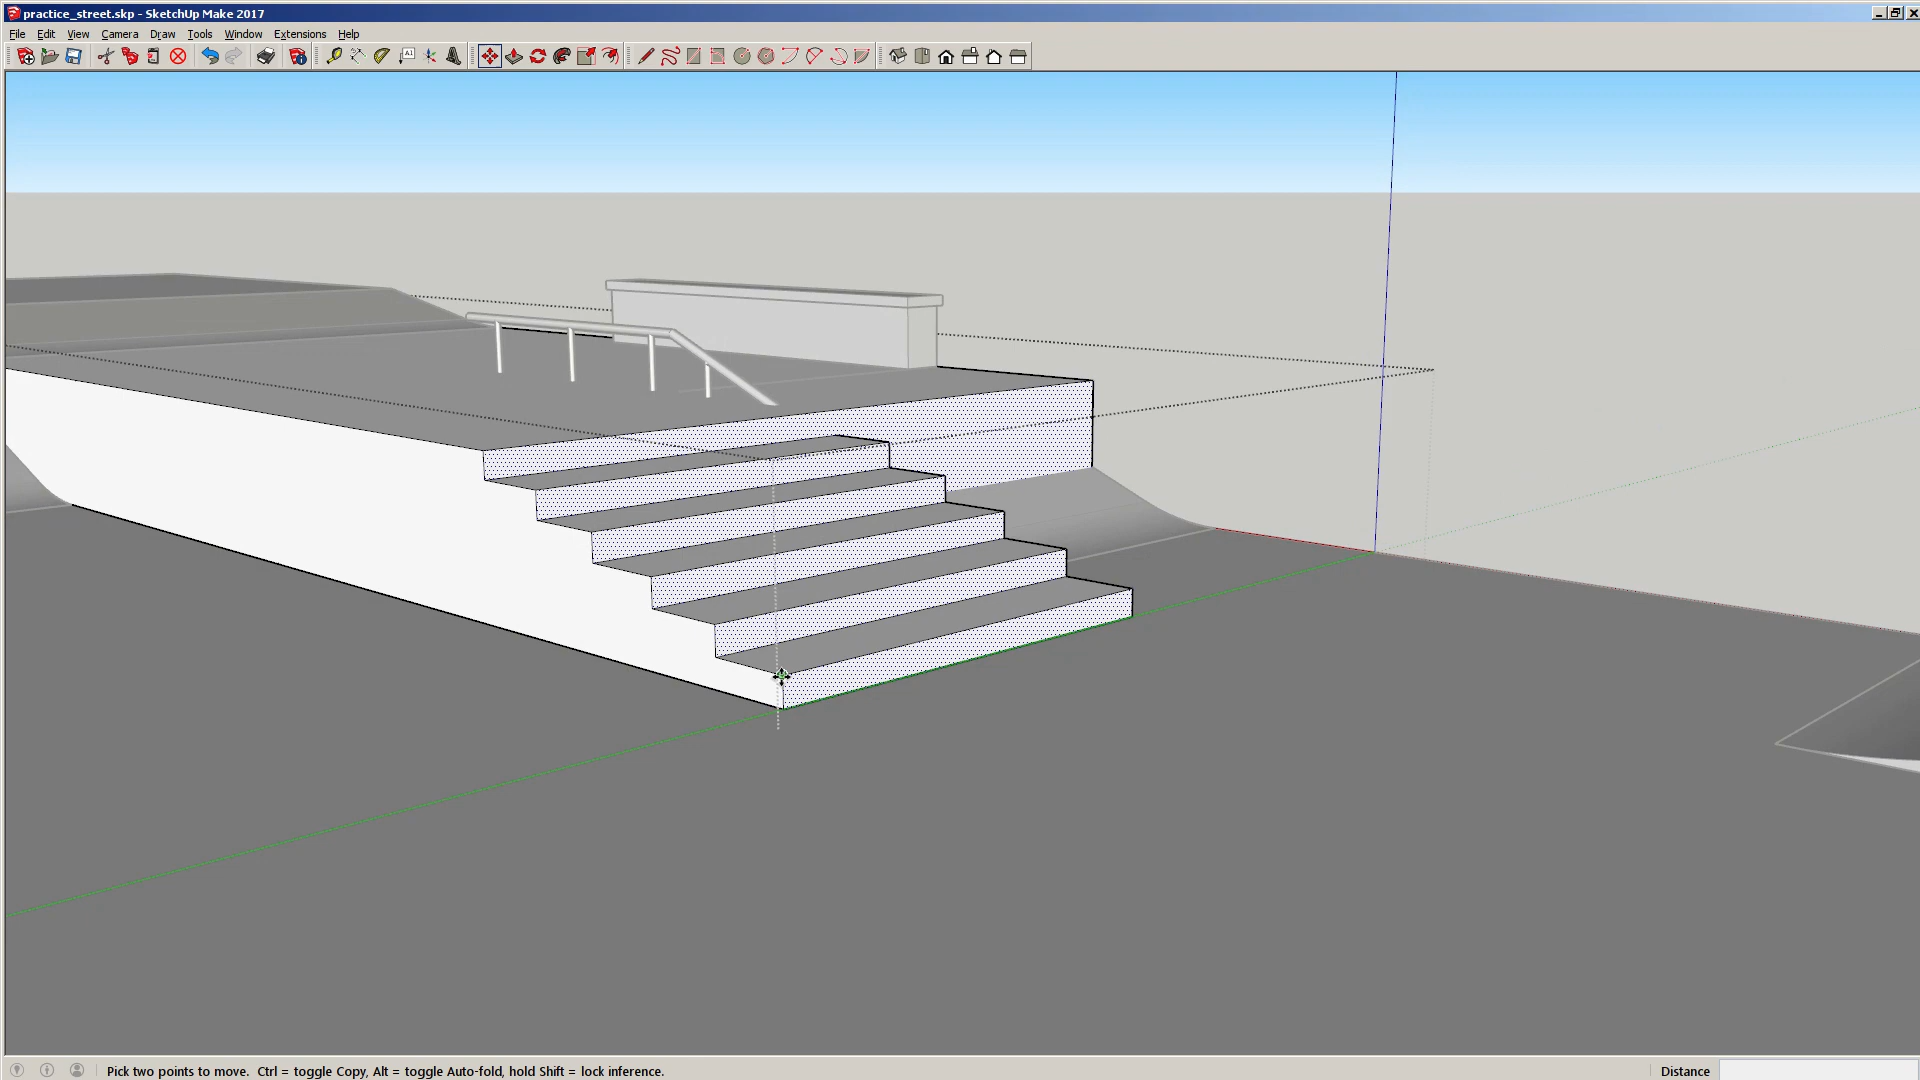 practice_street.skp - SketchUp Make 2017
File Edit View Camera Draw Tools Window Extensions Help
A1
Pick two points to move. Ctrl = toggle Copy, Alt = toggle Auto-fold, hold Shift = lock inference.
Distance